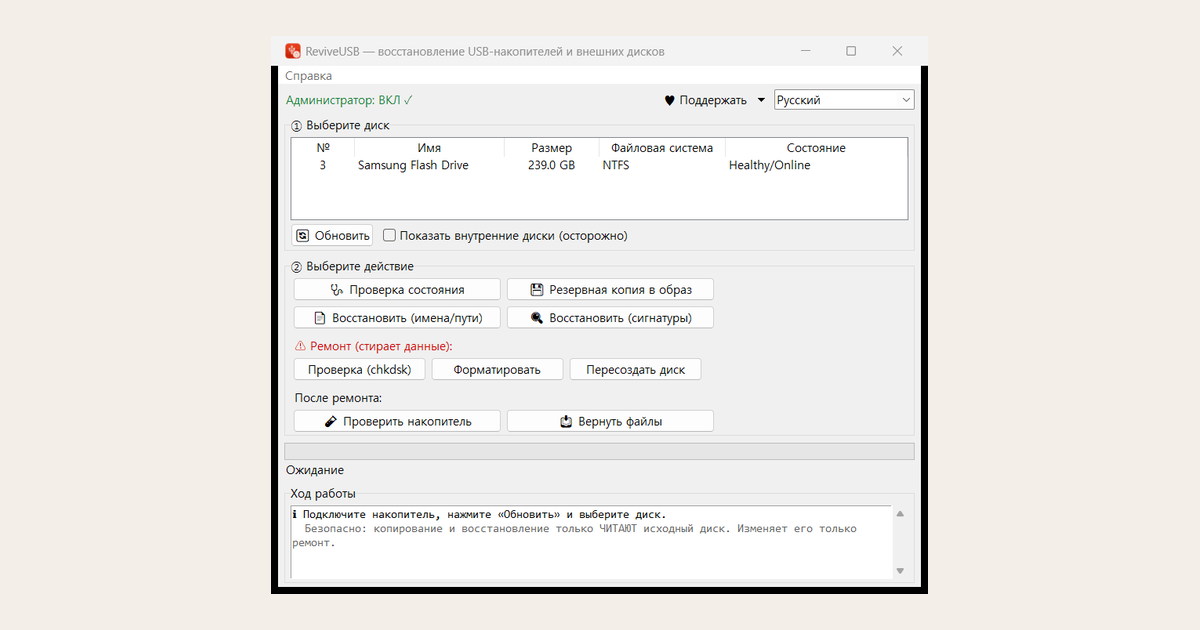 ReviveUSB — восстановление USB-накопителей и внешних дисков
Справка
Администратор: ВКЛ ✓
♥ Поддержать
Русский
① Выберите диск
№ Имя Размер Файловая система Состояние
3 Samsung Flash Drive 239.0 GB NTFS Healthy/Online
Обновить
Показать внутренние диски (осторожно)
② Выберите действие
Проверка состояния
Резервная копия в образ
Восстановить (имена/пути)
Восстановить (сигнатуры)
⚠ Ремонт (стирает данные):
Проверка (chkdsk)
Форматировать
Пересоздать диск
После ремонта:
Проверить накопитель
Вернуть файлы
Ожидание
Ход работы
ℹ Подключите накопитель, нажмите «Обновить» и выберите диск.
Безопасно: копирование и восстановление только ЧИТАЮТ исходный диск. Изменяет его только
ремонт.